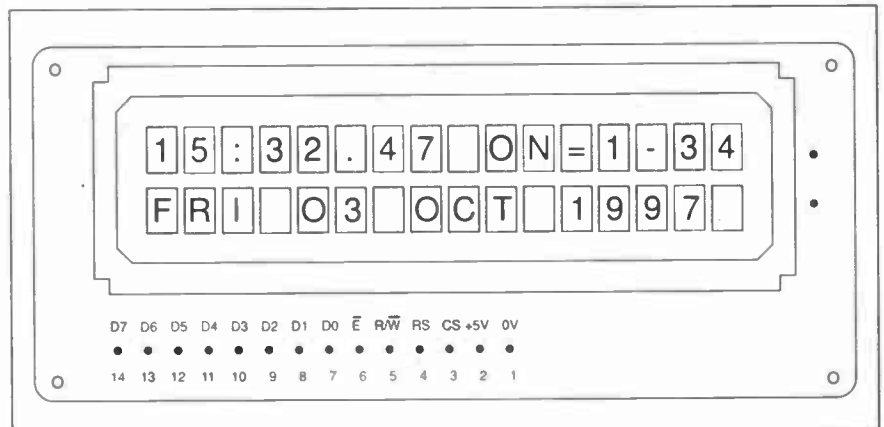 15:32.47 ON=1-34
FRI O3 OCT 1997
D7 D6 D5 D4 D3 D2 D1 D0 E̅ R/W̅ RS CS +5V 0V
14 13 12 11 10 9 8 7 6 5 4 3 2 1